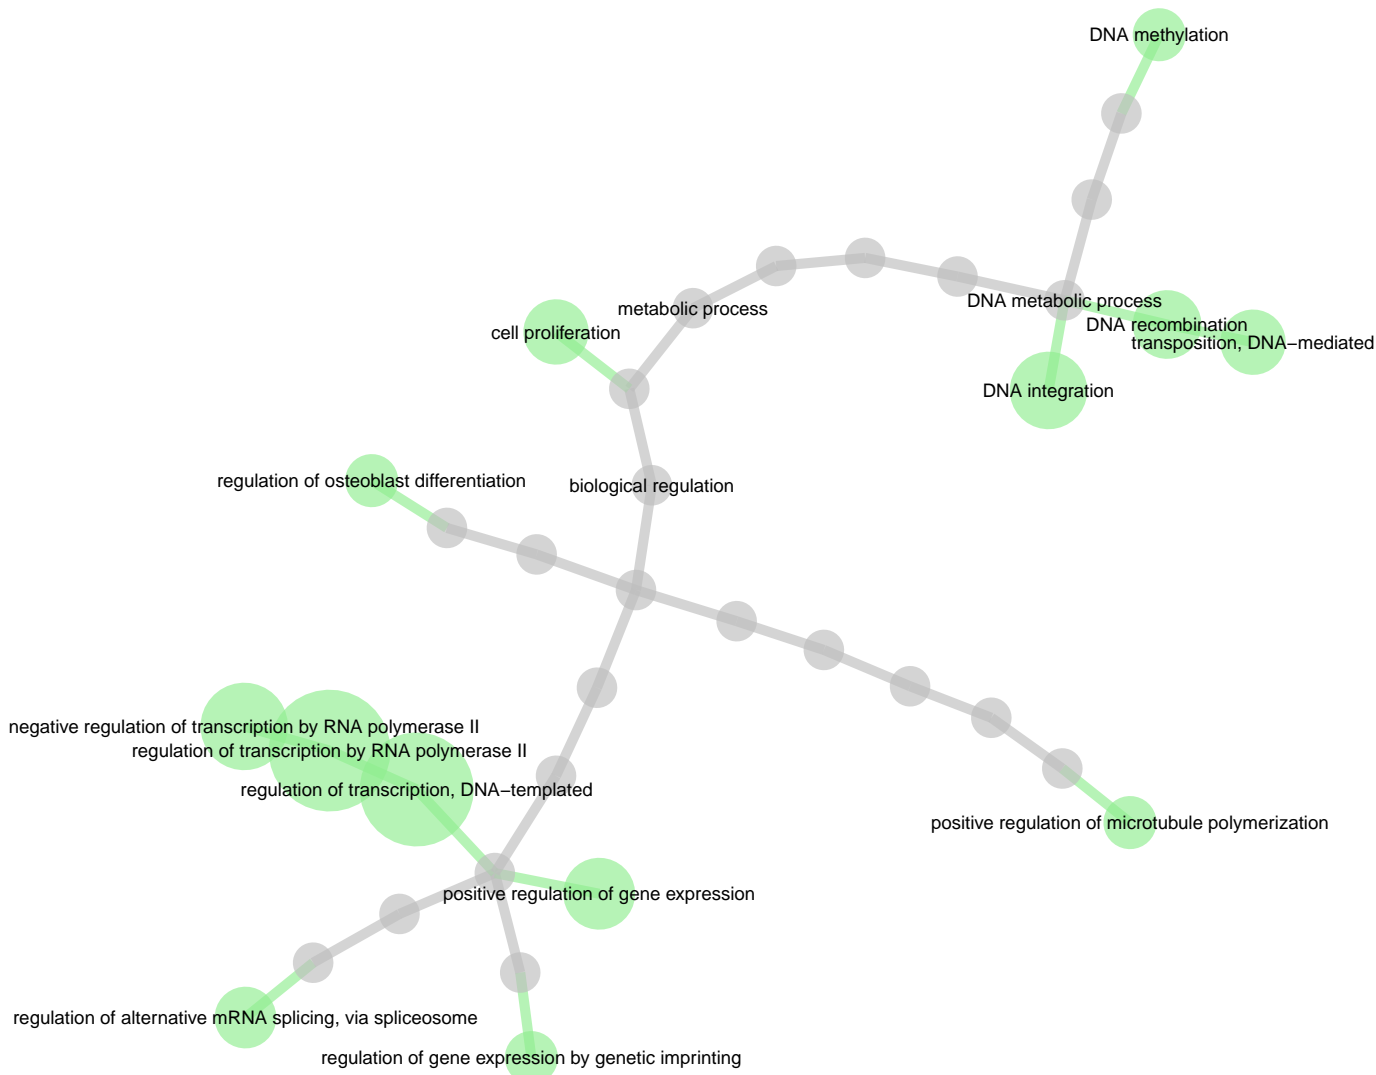 DNA methylation
DNA metabolic process
metabolic process
DNA recombination
cell proliferation
transposition, DNA−mediated
DNA integration
regulation of osteoblast differentiation
biological regulation
negative regulation of transcription by RNA polymerase II
regulation of transcription by RNA polymerase II
regulation of transcription, DNA−templated
positive regulation of microtubule polymerization
positive regulation of gene expression
regulation of alternative mRNA splicing, via spliceosome
regulation of gene expression by genetic imprinting